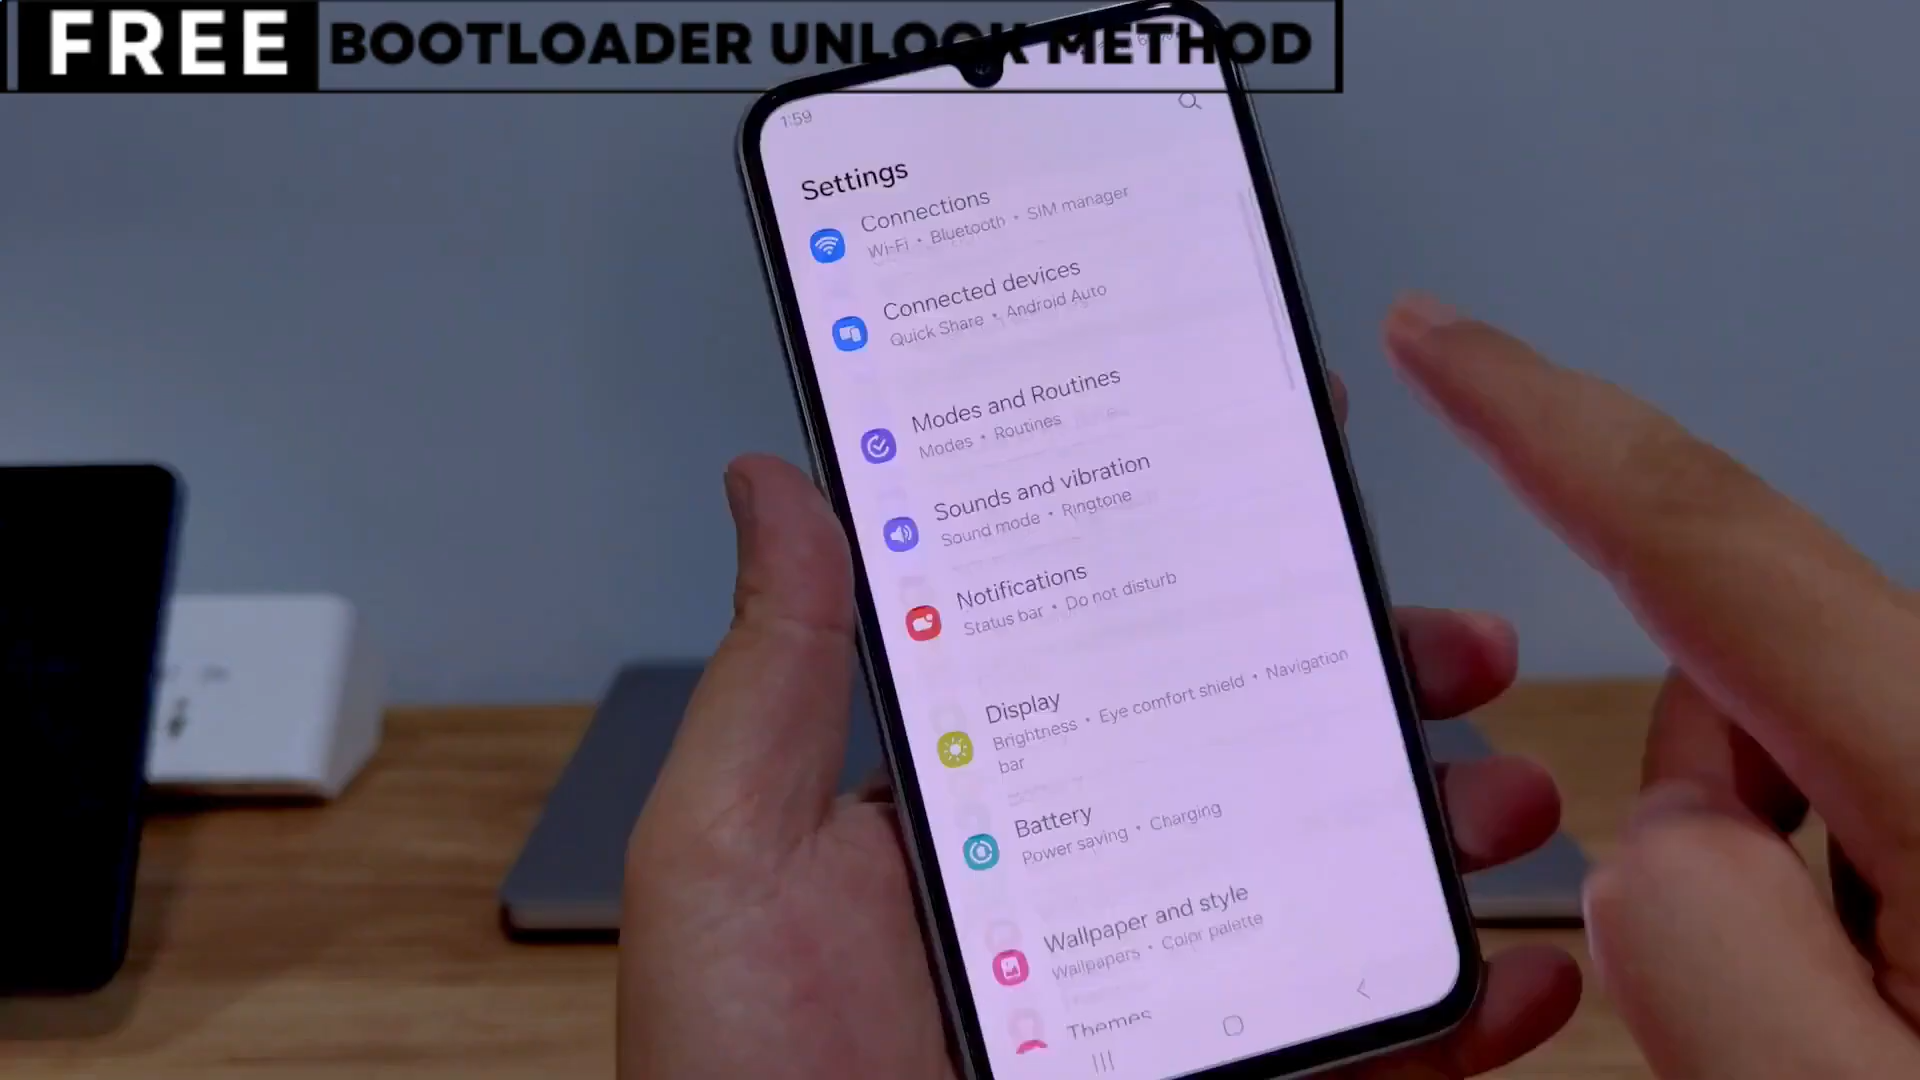 FREE BOOTLOADER UNLOCK METHOD
1:59
Settings
Connections
Wi-Fi • Bluetooth • SIM manager
Connected devices
Quick Share • Android Auto
Modes and Routines
Modes • Routines
Sounds and vibration
Sound mode • Ringtone
Notifications
Status bar • Do not disturb
Display
Brightness • Eye comfort shield • Navigation
bar
Battery
Power saving • Charging
Wallpaper and style
Wallpapers • Color palette
Themes